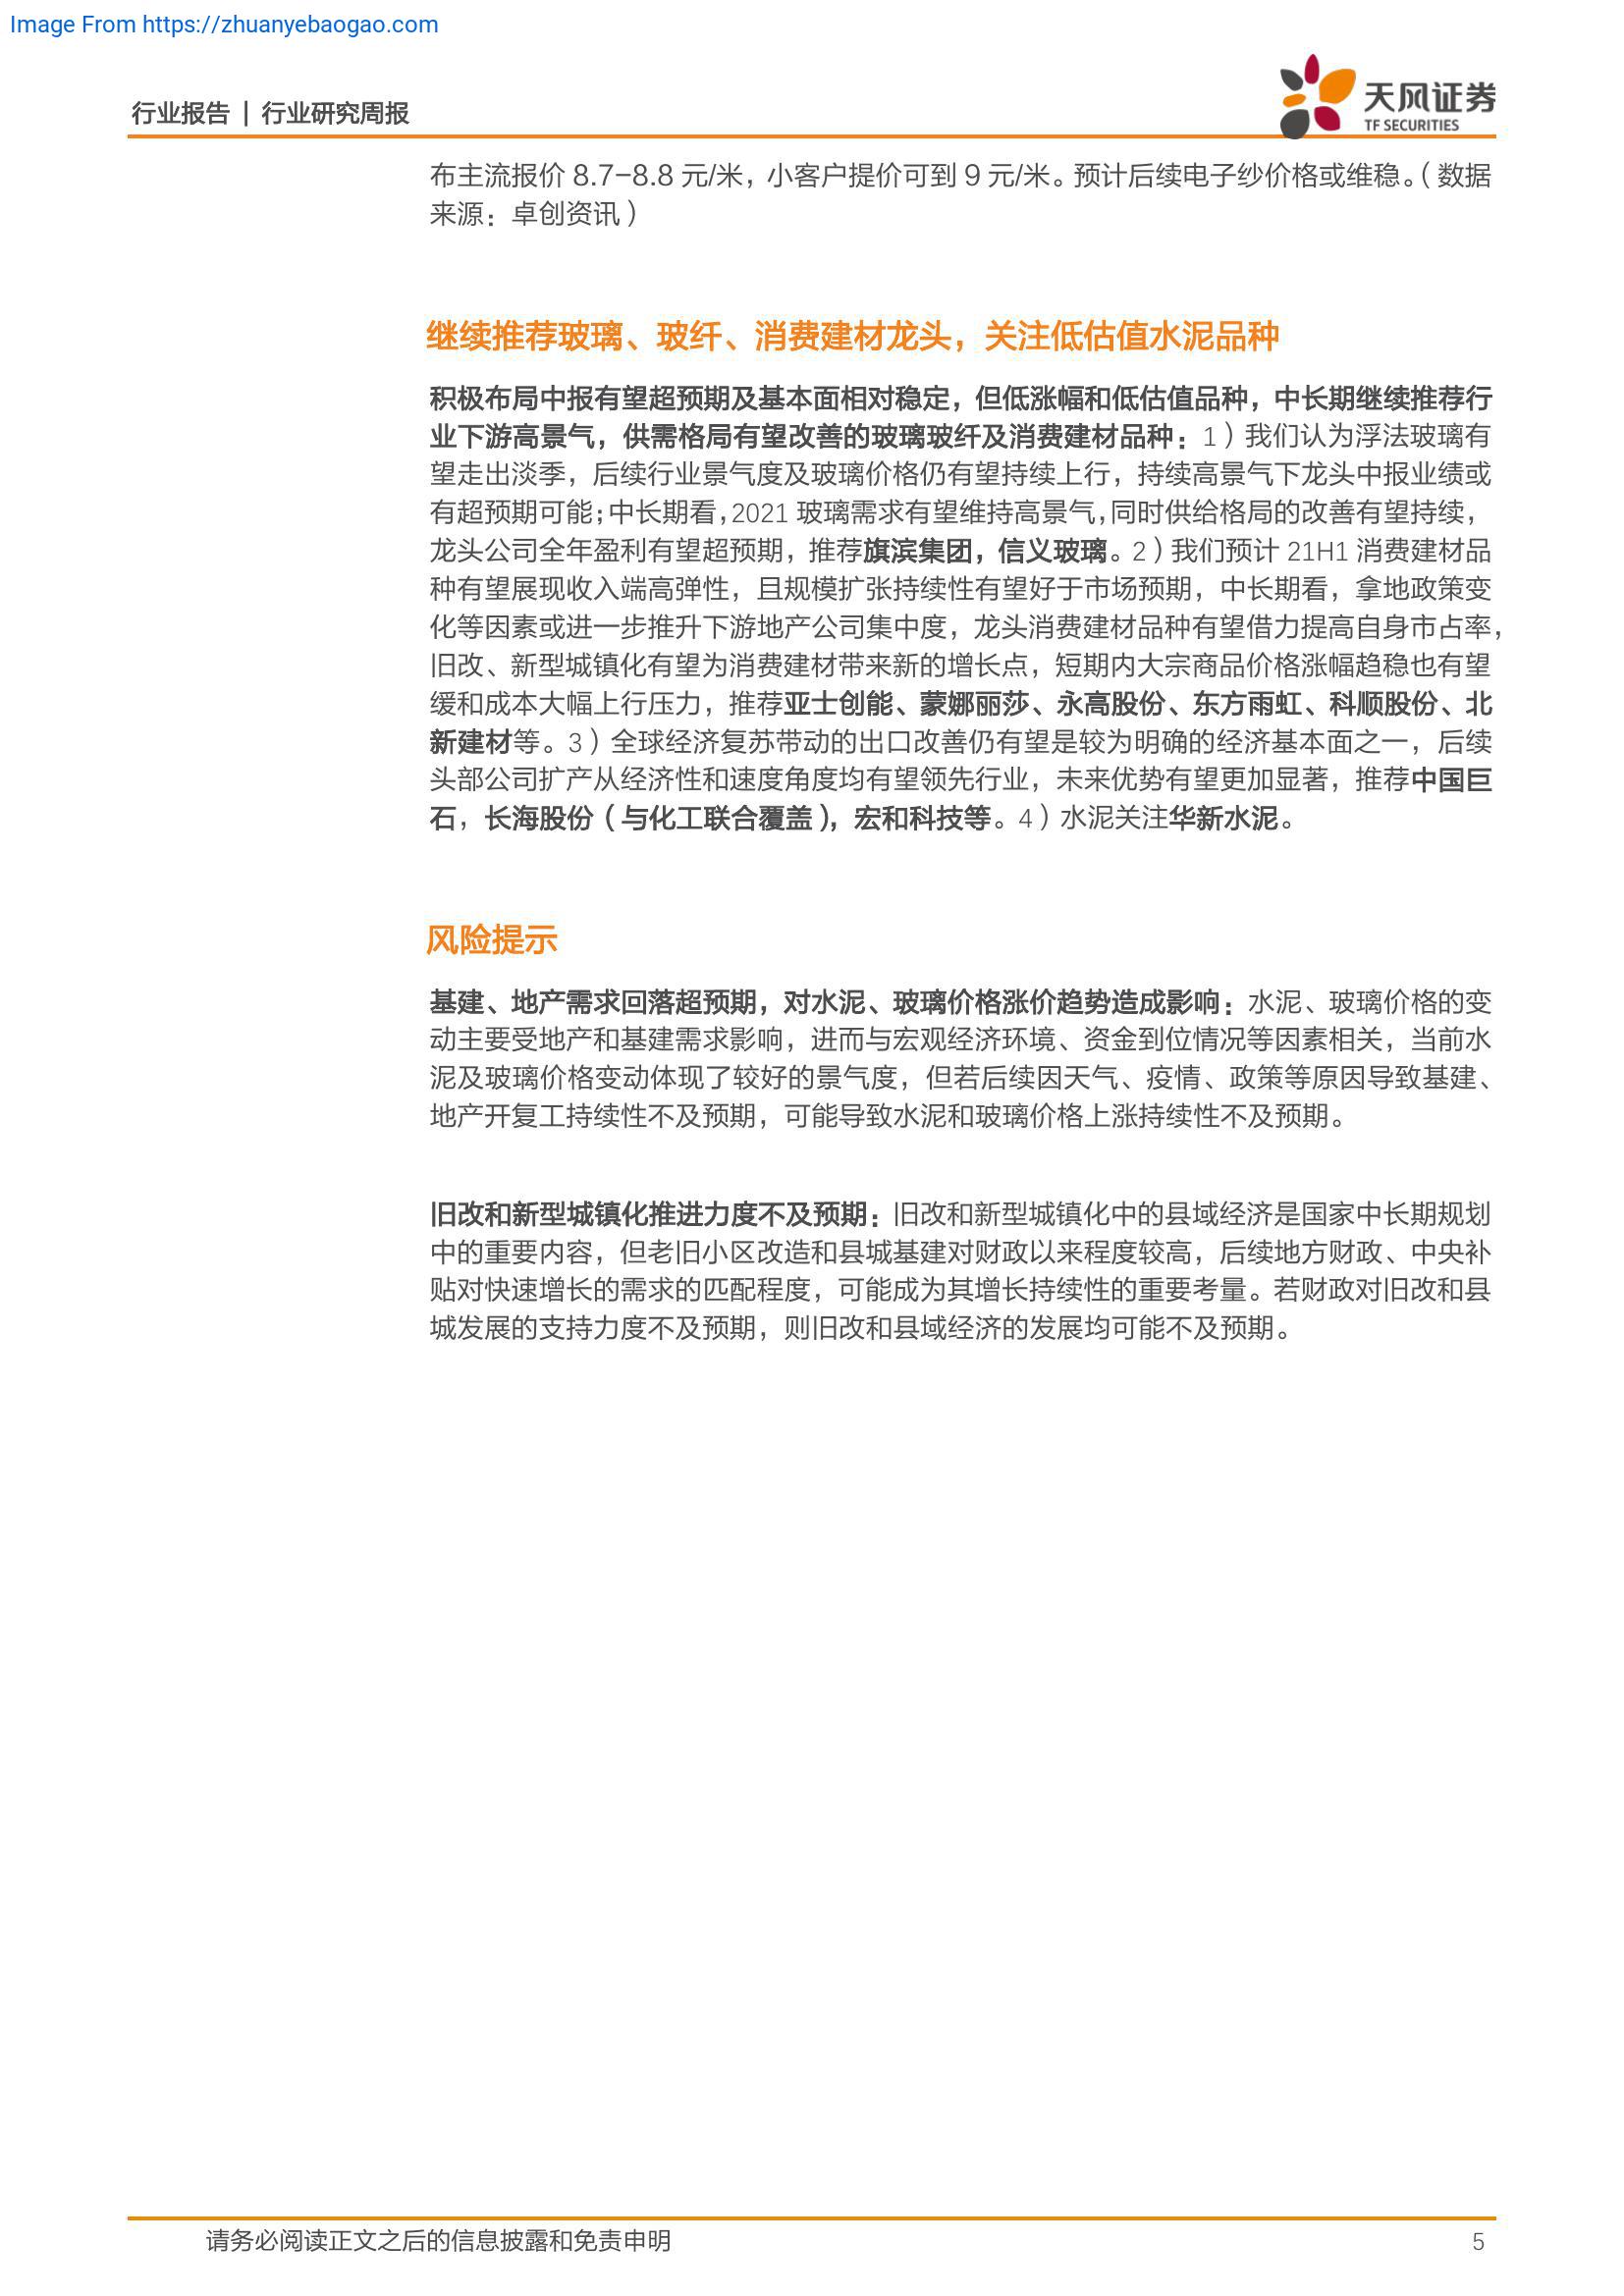 Image From https://zhuanyebaogao.com
行业报告 | 行业研究周报
天风证券
TF SECURITIES
布主流报价 8.7-8.8 元/米，小客户提价可到 9 元/米。预计后续电子纱价格或维稳。（数据
来源：卓创资讯）
继续推荐玻璃、玻纤、消费建材龙头，关注低估值水泥品种
积极布局中报有望超预期及基本面相对稳定，但低涨幅和低估值品种，中长期继续推荐行
业下游高景气，供需格局有望改善的玻璃玻纤及消费建材品种：1）我们认为浮法玻璃有
望走出淡季，后续行业景气度及玻璃价格仍有望持续上行，持续高景气下龙头中报业绩或
有超预期可能；中长期看，2021 玻璃需求有望维持高景气，同时供给格局的改善有望持续，
龙头公司全年盈利有望超预期，推荐旗滨集团，信义玻璃。2）我们预计 21H1 消费建材品
种有望展现收入端高弹性，且规模扩张持续性有望好于市场预期，中长期看，拿地政策变
化等因素或进一步推升下游地产公司集中度，龙头消费建材品种有望借力提高自身市占率，
旧改、新型城镇化有望为消费建材带来新的增长点，短期内大宗商品价格涨幅趋稳也有望
缓和成本大幅上行压力，推荐亚士创能、蒙娜丽莎、永高股份、东方雨虹、科顺股份、北
新建材等。3）全球经济复苏带动的出口改善仍有望是较为明确的经济基本面之一，后续
头部公司扩产从经济性和速度角度均有望领先行业，未来优势有望更加显著，推荐中国巨
石，长海股份（与化工联合覆盖），宏和科技等。4）水泥关注华新水泥。
风险提示
基建、地产需求回落超预期，对水泥、玻璃价格涨价趋势造成影响：水泥、玻璃价格的变
动主要受地产和基建需求影响，进而与宏观经济环境、资金到位情况等因素相关，当前水
泥及玻璃价格变动体现了较好的景气度，但若后续因天气、疫情、政策等原因导致基建、
地产开复工持续性不及预期，可能导致水泥和玻璃价格上涨持续性不及预期。
旧改和新型城镇化推进力度不及预期：旧改和新型城镇化中的县域经济是国家中长期规划
中的重要内容，但老旧小区改造和县城基建对财政以来程度较高，后续地方财政、中央补
贴对快速增长的需求的匹配程度，可能成为其增长持续性的重要考量。若财政对旧改和县
城发展的支持力度不及预期，则旧改和县域经济的发展均可能不及预期。
请务必阅读正文之后的信息披露和免责申明
5